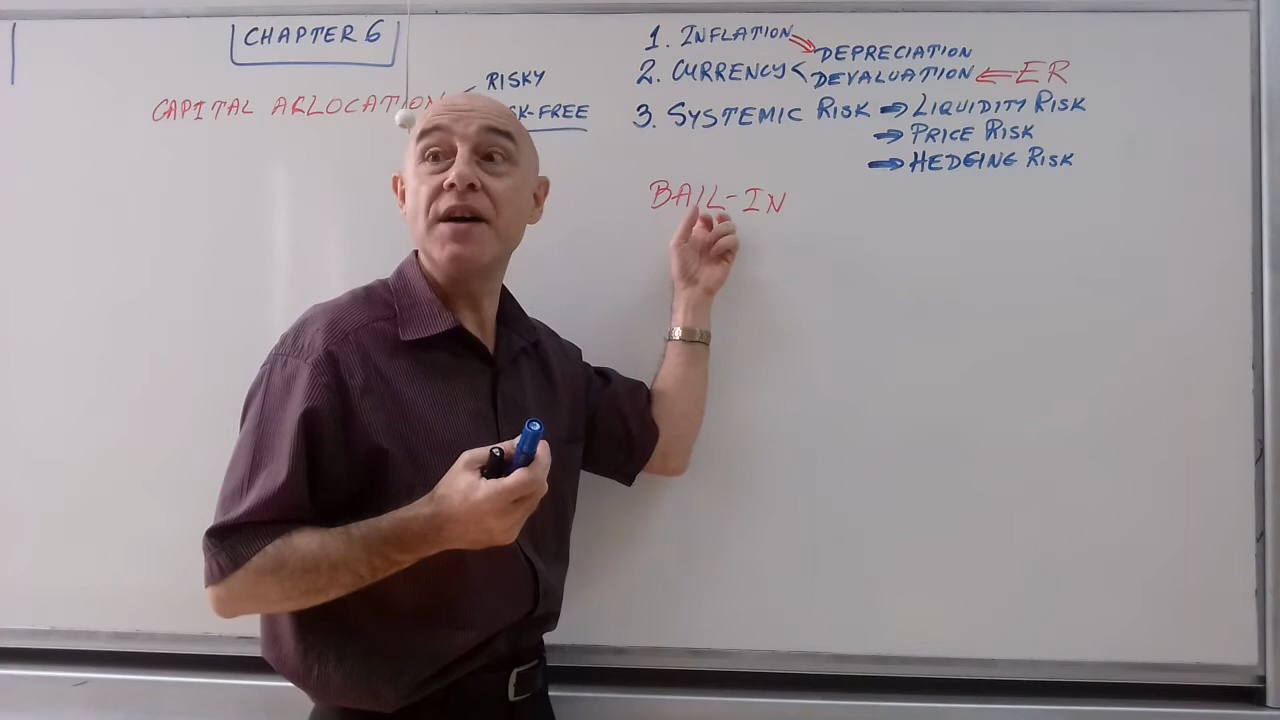 CHAPTER 6
CAPITAL ALLOCATION
RISKY
-FREE
1. INFLATION
2. CURRENCY
DEPRECIATION
DEVALUATION ⇐ ER
3. SYSTEMIC RISK ⇒ LIQUIDITY RISK
⇒ PRICE RISK
⇒ HEDGING RISK
BAIL-IN